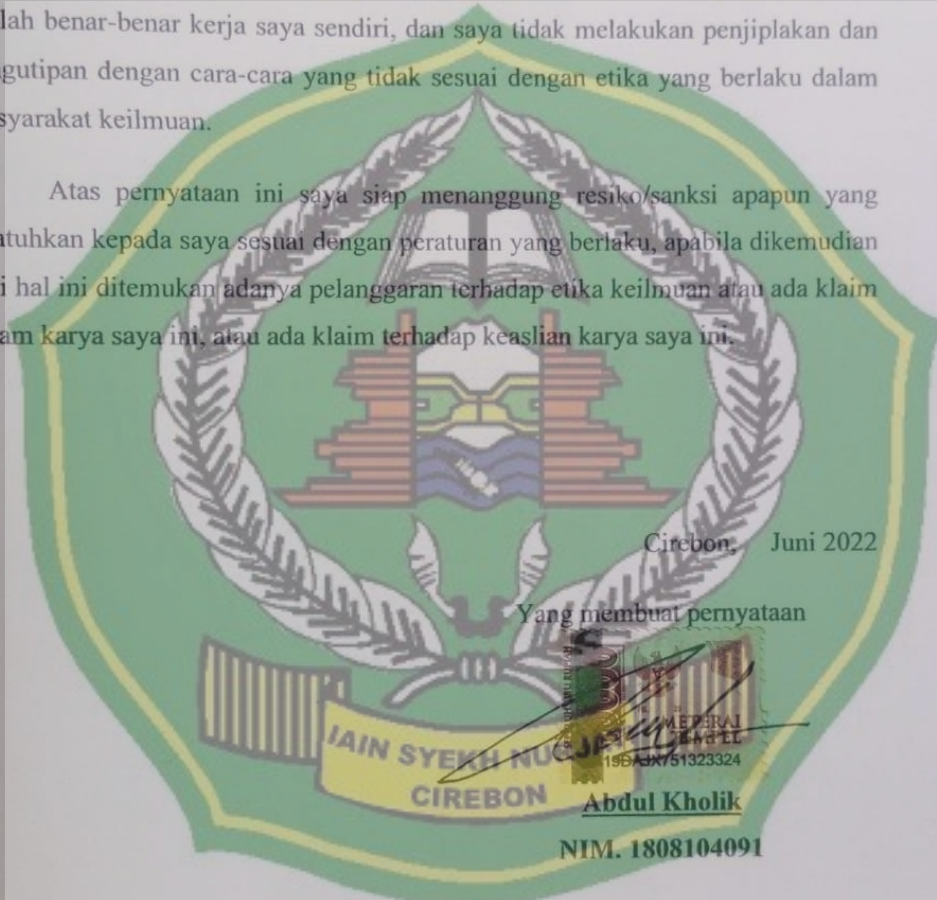 lah benar-benar kerja saya sendiri, dan saya tidak melakukan penjiplakan dan
gutipan dengan cara-cara yang tidak sesuai dengan etika yang berlaku dalam
syarakat keilmuan.
Atas pernyataan ini saya siap menanggung resiko/sanksi apapun yang
atuhkan kepada saya sesuai dengan peraturan yang berlaku, apabila dikemudian
i hal ini ditemukan adanya pelanggaran terhadap etika keilmuan atau ada klaim
am karya saya ini, atau ada klaim terhadap keaslian karya saya ini.
Cirebon, Juni 2022
Yang membuat pernyataan
METERAI
TEMPEL
19DAJX751323324
IAIN SYEKH NURJATI
CIREBON
Abdul Kholik
NIM. 1808104091